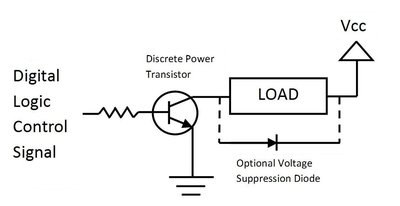 Vcc
Discrete Power
Transistor
Digital
Logic
Control
Signal
LOAD
Optional Voltage
Suppression Diode